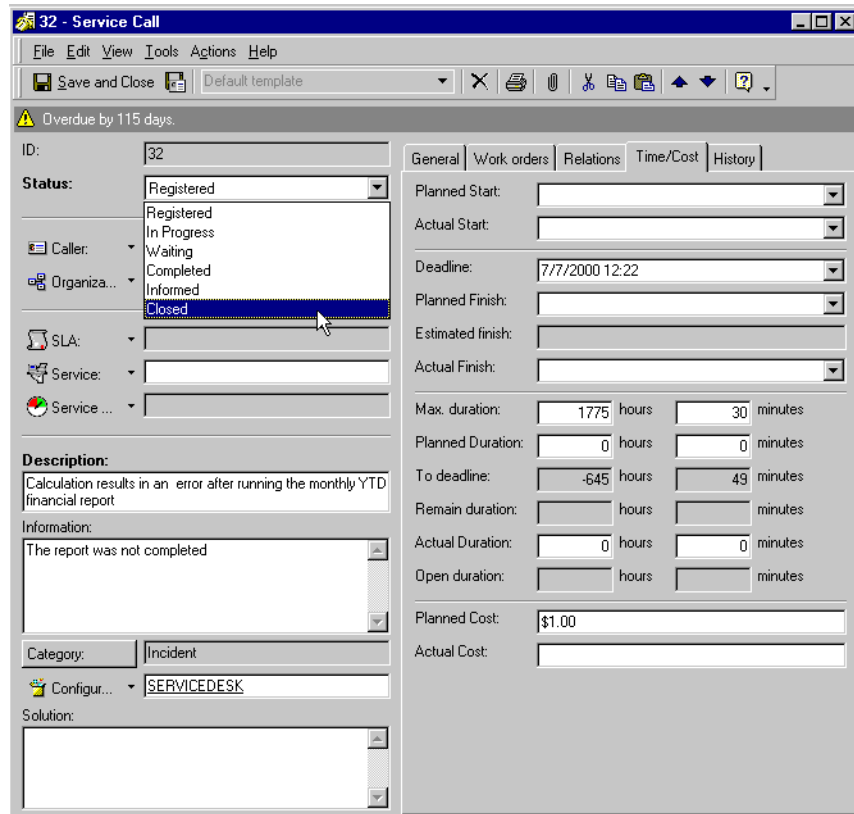 32 - Service Call
File Edit View Tools Actions Help
Save and Close Default template
Overdue by 115 days.
ID: 32
Status: Registered
Registered
In Progress
Waiting
Completed
Informed
Closed
Caller:
Organiza...
SLA:
Service:
Service ...
Description:
Calculation results in an error after running the monthly YTD
financial report
Information:
The report was not completed
Category: Incident
Configur... SERVICEDESK
Solution:
General Work orders Relations Time/Cost History
Planned Start:
Actual Start:
Deadline: 7/7/2000 12:22
Planned Finish:
Estimated finish:
Actual Finish:
Max. duration: 1775 hours 30 minutes
Planned Duration: 0 hours 0 minutes
To deadline: -645 hours 49 minutes
Remain duration: hours minutes
Actual Duration: 0 hours 0 minutes
Open duration: hours minutes
Planned Cost: $1.00
Actual Cost: